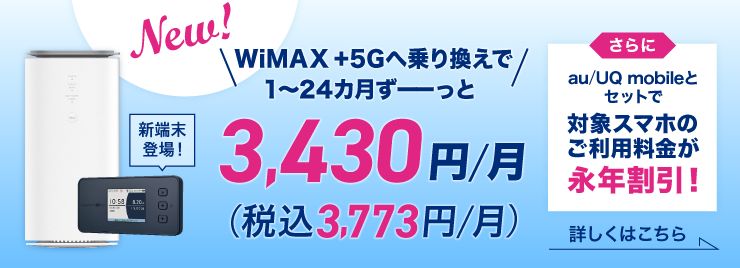 New!
WiMAX +5Gへ乗り換えで
1〜24カ月ずーーっと
新端末
登場！
3,430円/月
（税込3,773円/月）
さらに
au/UQ mobileと
セットで
対象スマホの
ご利用料金が
永年割引！
詳しくはこちら
10:58